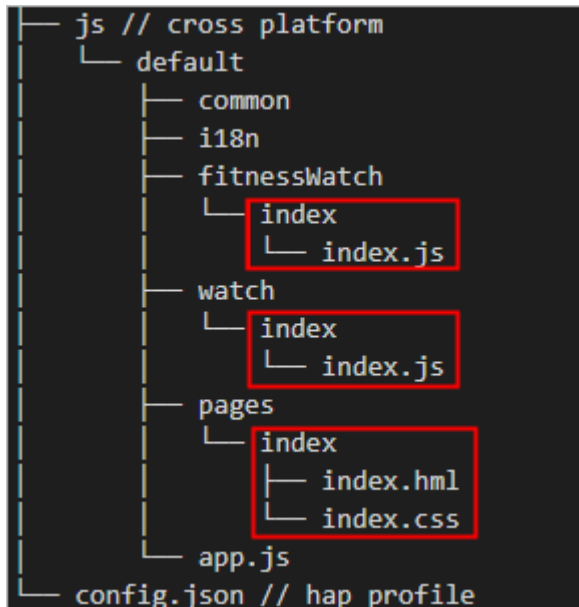 ├── js // cross platform
│   └── default
│       ├── common
│       ├── i18n
│       ├── fitnessWatch
│       │   └── index
│       │       └── index.js
│       ├── watch
│       │   └── index
│       │       └── index.js
│       ├── pages
│       │   └── index
│       │       ├── index.hml
│       │       └── index.css
│       └── app.js
└── config.json // hap profile